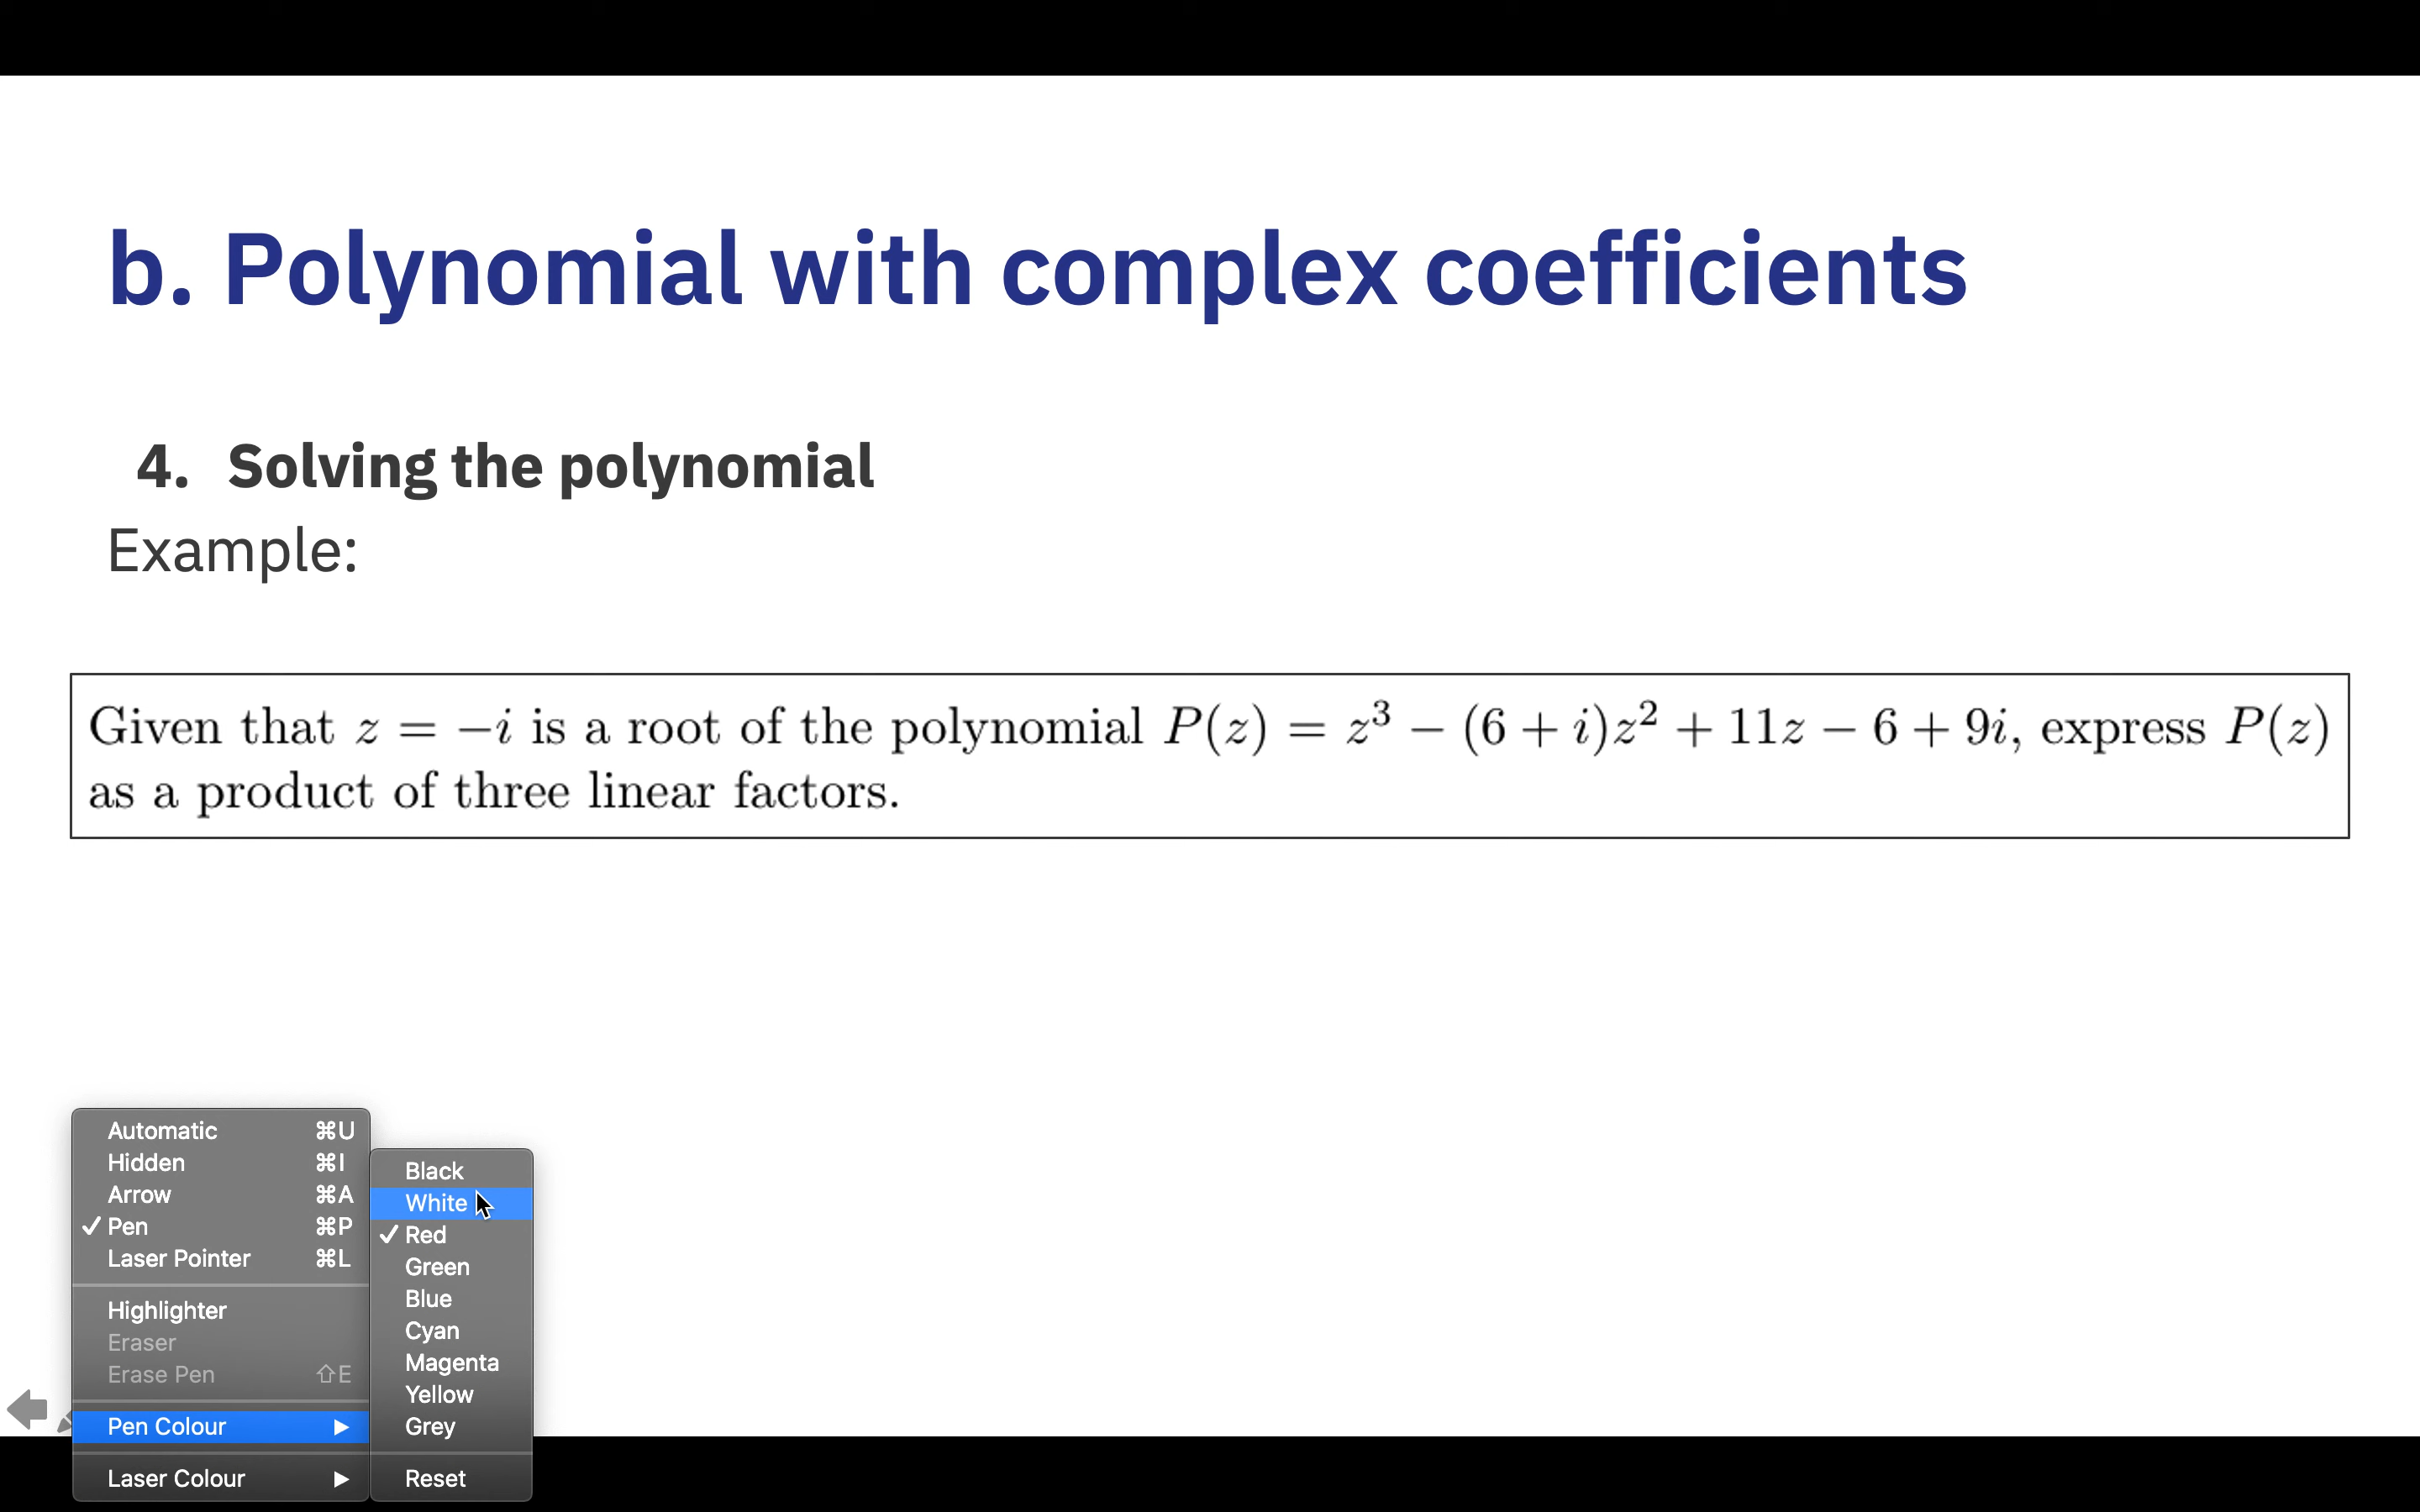 b. Polynomial with complex coefficients
4. Solving the polynomial
Example:
Given that z = −i is a root of the polynomial P(z) = z³ − (6 + i)z² + 11z − 6 + 9i, express P(z)
as a product of three linear factors.
Automatic ⌘U
Hidden ⌘I
Arrow ⌘A
✓ Pen ⌘P
Laser Pointer ⌘L
Highlighter
Eraser
Erase Pen ⇧E
Pen Colour ▶
Laser Colour ▶
Black
White
✓ Red
Green
Blue
Cyan
Magenta
Yellow
Grey
Reset